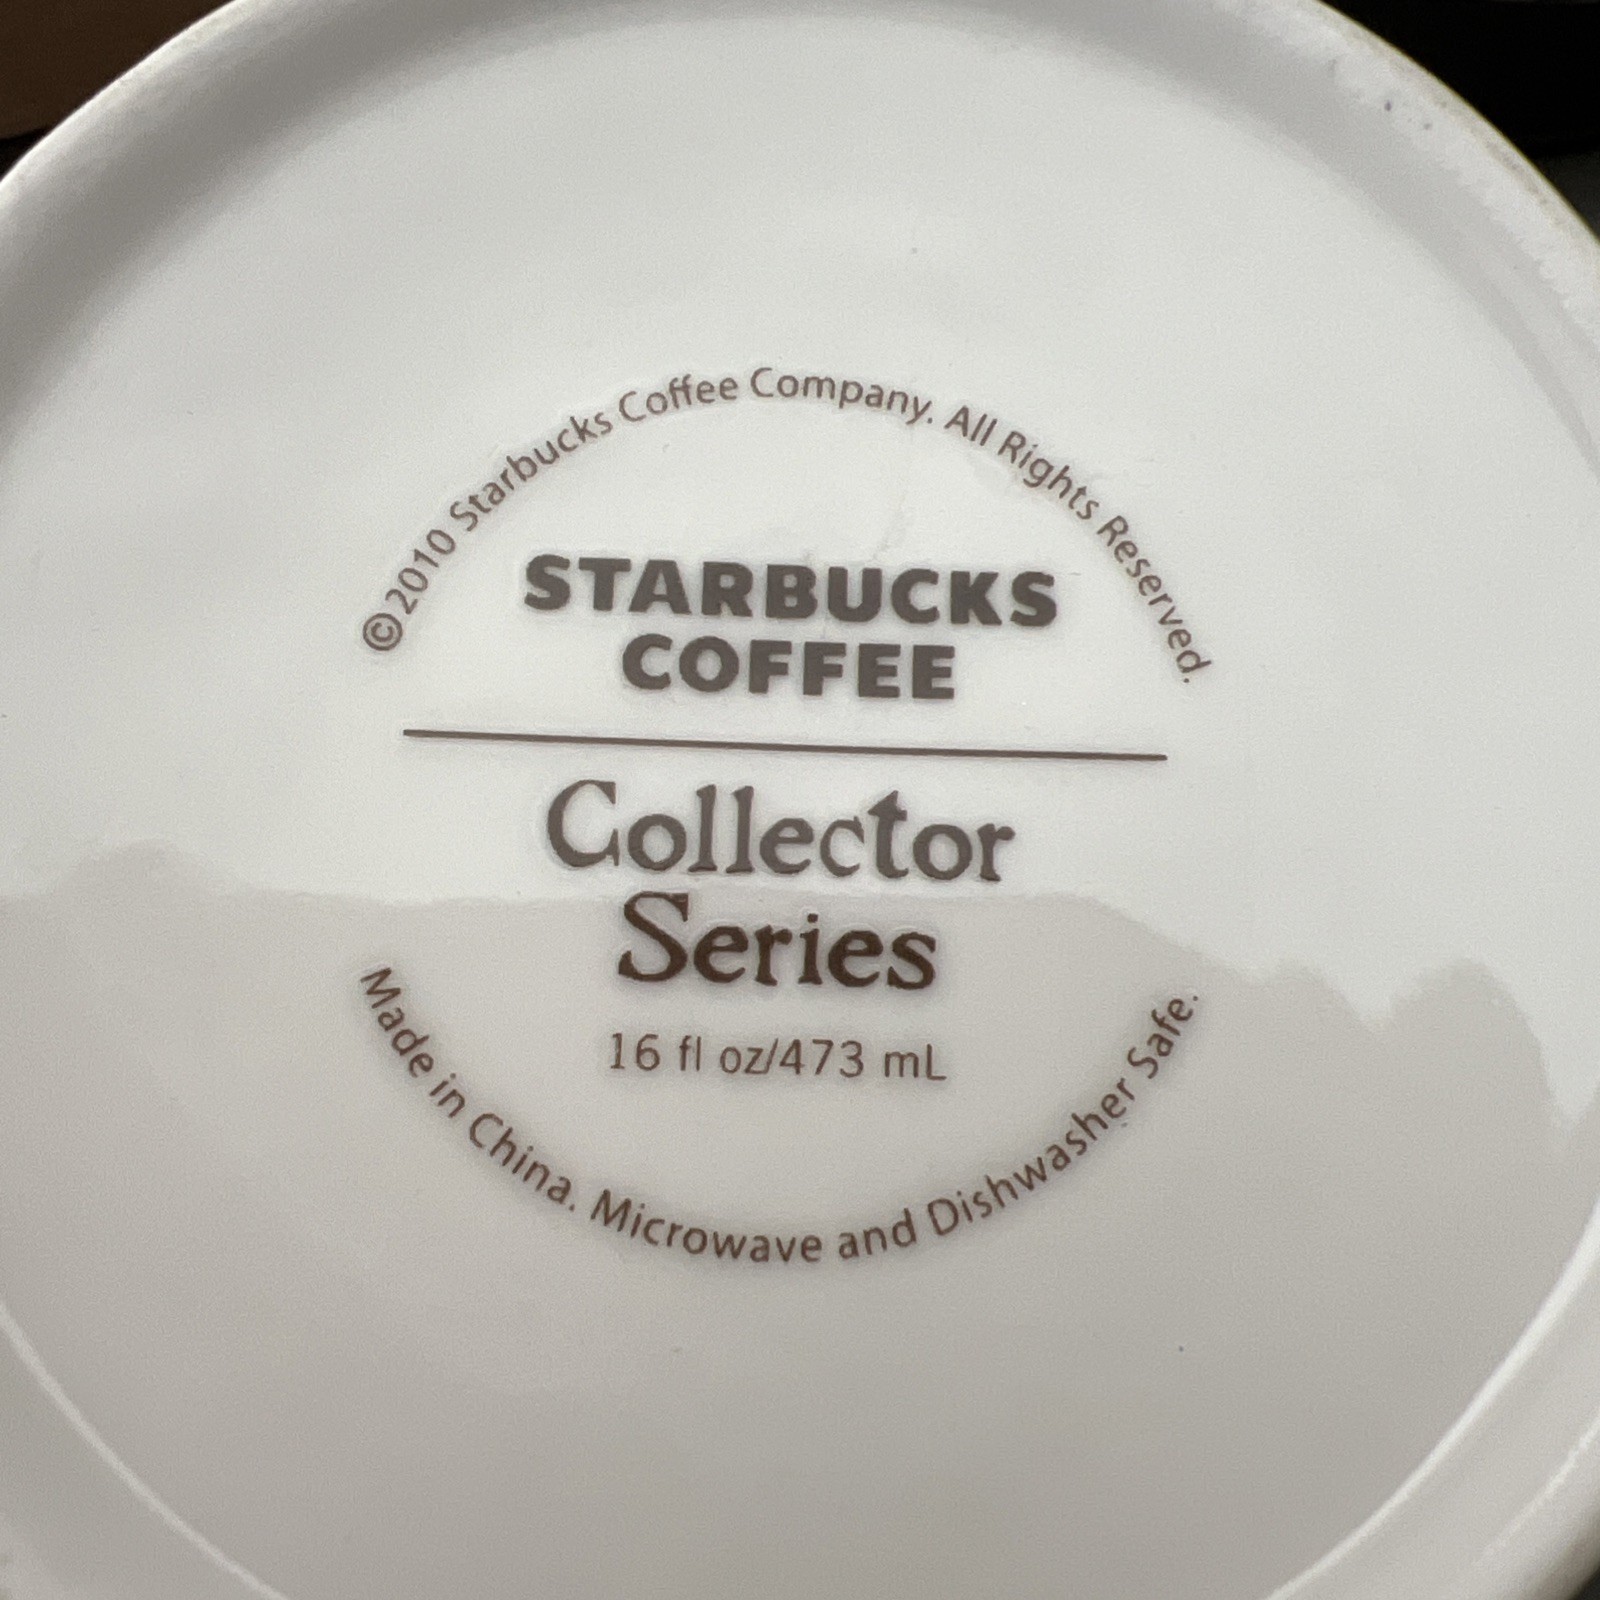 ©2010 Starbucks Coffee Company. All Rights Reserved.
STARBUCKS
COFFEE
Collector
Series
16 fl oz/473 mL
Made in China. Microwave and Dishwasher Safe.